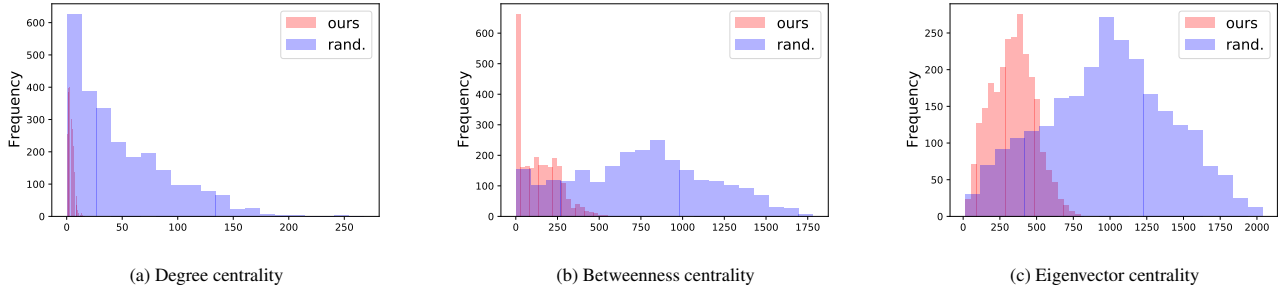 Frequency
600
500
400
300
200
100
0
ours
rand.
0 50 100 150 200 250
(a) Degree centrality
Frequency
600
500
400
300
200
100
0
ours
rand.
0 250 500 750 1000 1250 1500 1750
(b) Betweenness centrality
Frequency
250
200
150
100
50
0
ours
rand.
0 250 500 750 1000 1250 1500 1750 2000
(c) Eigenvector centrality